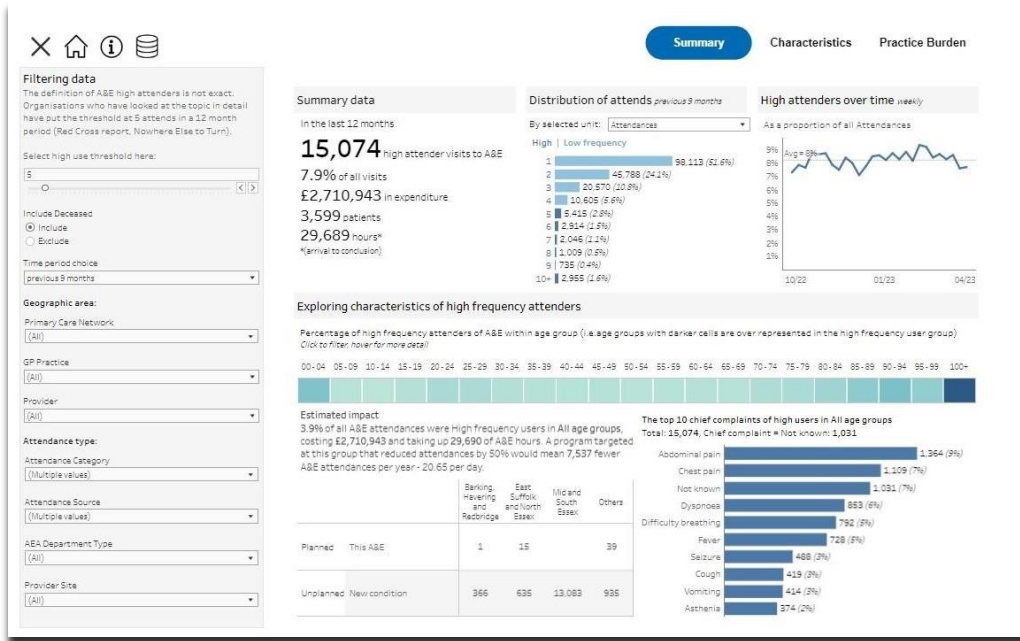 Summary
Characteristics
Practice Burden
Filtering data
The definition of A&E high attenders is not exact.
Organisations who have looked at the topic in detail
have put the threshold at 5 attends in a 12 month
period (Red Cross report, Nowhere Else to Turn).
Select high use threshold here:
5
Include Deceased
Include
Exclude
Time period choice
previous 9 months
Geographic area:
Primary Care Network
(All)
GP Practice
(All)
Provider
(All)
Attendance type:
Attendance Category
(Multiple values)
Attendance Source
(Multiple values)
AEA Department Type
(All)
Provider Site
(All)
Summary data
In the last 12 months
15,074 high attender visits to A&E
7.9% of all visits
£2,710,943 in expenditure
3,599 patients
29,689 hours*
*(arrival to conclusion)
Distribution of attends previous 9 months
By selected unit: Attendances
High | Low frequency
1 98,113 (51.6%)
2 45,788 (24.1%)
3 20,570 (10.8%)
4 10,605 (5.6%)
5 5,415 (2.8%)
6 2,914 (1.5%)
7 2,046 (1.1%)
8 1,009 (0.5%)
9 735 (0.4%)
10+ 2,955 (1.6%)
High attenders over time weekly
As a proportion of all Attendances
9%
Avg = 8%
8%
7%
6%
5%
4%
3%
2%
1%
10/22 01/23 04/23
Exploring characteristics of high frequency attenders
Percentage of high frequency attenders of A&E within age group (i.e.age groups with darker cells are over represented in the high frequency user group)
Click to filter, hover for more detail
00-04 05-09 10-14 15-19 20-24 25-29 30-34 35-39 40-44 45-49 50-54 55-59 60-64 65-69 70-74 75-79 80-84 85-89 90-94 95-99 100+
Estimated impact
3.9% of all A&E attendances were High frequency users in All age groups,
costing £2,710,943 and taking up 29,690 of A&E hours. A program targeted
at this group that reduced attendances by 50% would mean 7,537 fewer
A&E attendances per year - 20.65 per day.
Barking, Havering and Redbridge
East Suffolk and North Essex
Mid and South Essex
Others
Planned This A&E 1 15 39
Unplanned New condition 366 635 13,083 935
The top 10 chief complaints of high users in All age groups
Total: 15,074, Chief complaint = Not known: 1,031
Abdominal pain 1,364 (9%)
Chest pain 1,109 (7%)
Not known 1,031 (7%)
Dyspnoea 853 (6%)
Difficulty breathing 792 (5%)
Fever 728 (5%)
Seizure 488 (3%)
Cough 419 (3%)
Vomiting 414 (3%)
Asthenia 374 (2%)